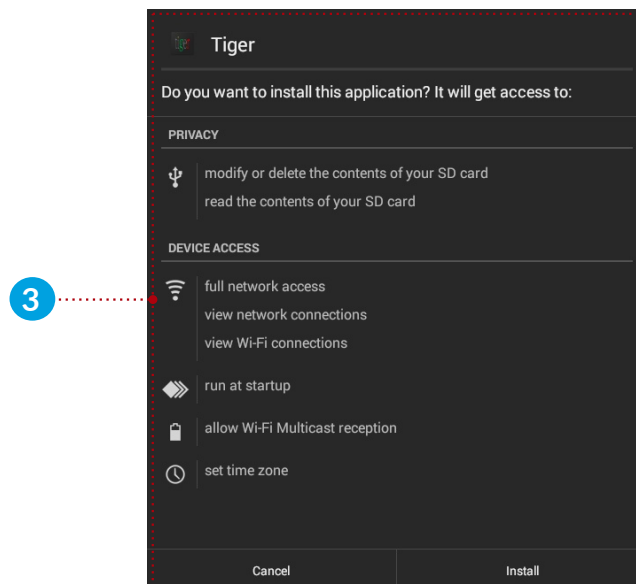 Tiger
Do you want to install this application? It will get access to:
PRIVACY
modify or delete the contents of your SD card
read the contents of your SD card
DEVICE ACCESS
3
full network access
view network connections
view Wi-Fi connections
run at startup
allow Wi-Fi Multicast reception
set time zone
Cancel
Install